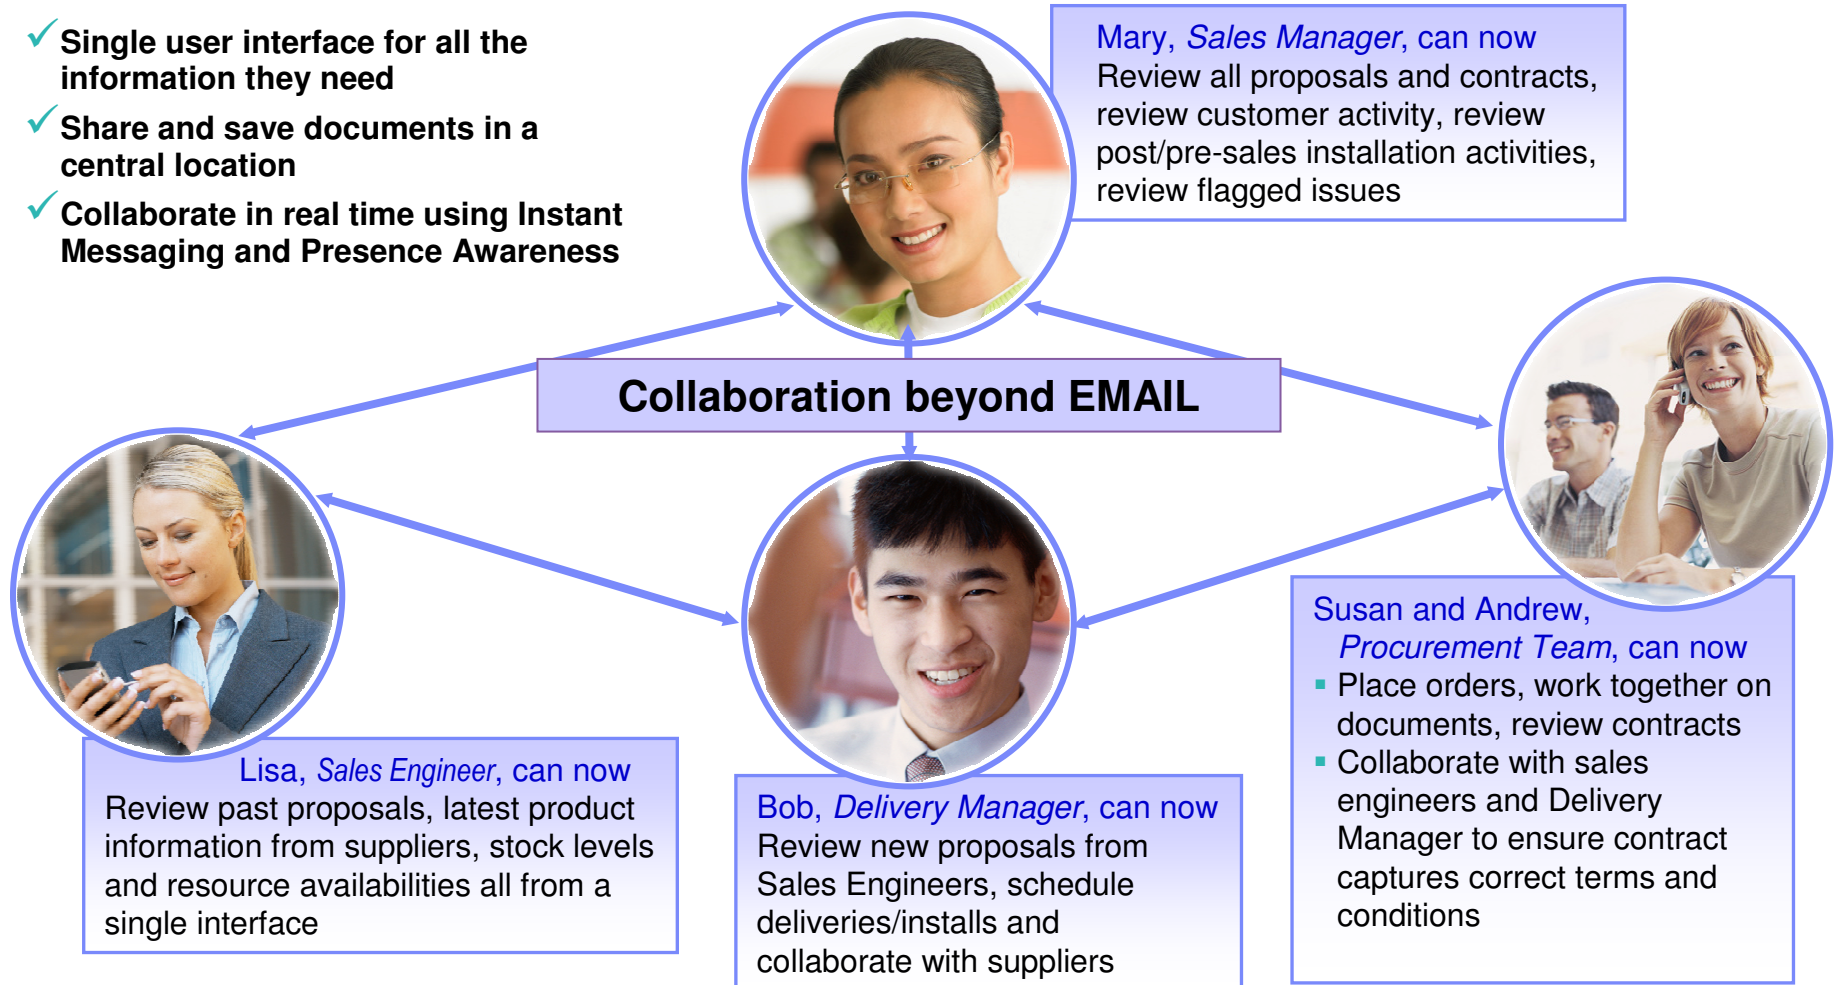 Single user interface for all the
information they need
Share and save documents in a
central location
Collaborate in real time using Instant
Messaging and Presence Awareness
Mary, Sales Manager, can now
Review all proposals and contracts,
review customer activity, review
post/pre-sales installation activities,
review flagged issues
Collaboration beyond EMAIL
Lisa, Sales Engineer, can now
Review past proposals, latest product
information from suppliers, stock levels
and resource availabilities all from a
single interface
Bob, Delivery Manager, can now
Review new proposals from
Sales Engineers, schedule
deliveries/installs and
collaborate with suppliers
Susan and Andrew,
Procurement Team, can now
Place orders, work together on
documents, review contracts
Collaborate with sales
engineers and Delivery
Manager to ensure contract
captures correct terms and
conditions